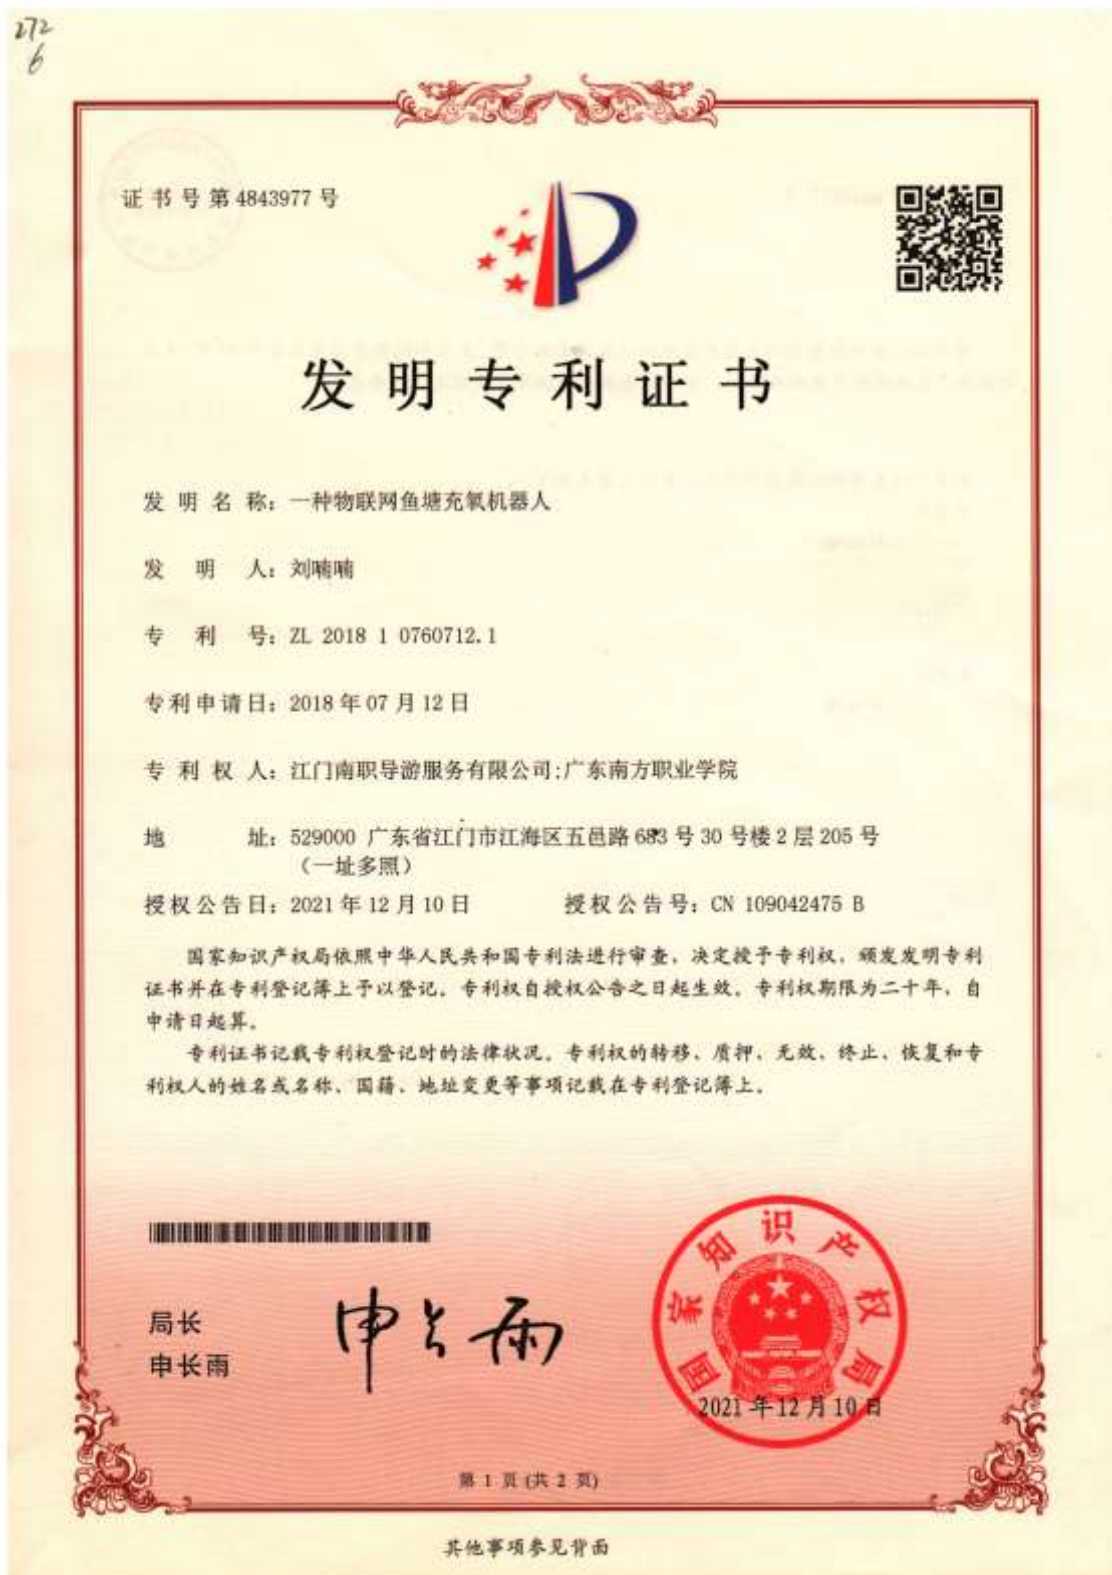 272
6
证书号第4843977号
发明专利证书
发明名称：一种物联网鱼塘充氧机器人
发明人：刘喃喃
专利号：ZL 2018 1 0760712.1
专利申请日：2018年07月12日
专利权人：江门南职导游服务有限公司;广东南方职业学院
地址：529000 广东省江门市江海区五邑路683号30号楼2层205号
（一址多照）
授权公告日：2021年12月10日 授权公告号：CN 109042475 B
国家知识产权局依照中华人民共和国专利法进行审查，决定授予专利权，颁发发明专利
证书并在专利登记簿上予以登记。专利权自授权公告之日起生效。专利权期限为二十年，自
申请日起算。
专利证书记载专利权登记时的法律状况。专利权的转移、质押、无效、终止、恢复和专
利权人的姓名或名称、国籍、地址变更等事项记载在专利登记簿上。
局长
申长雨
申长雨
国家知识产权局
2021年12月10日
第 1 页 (共 2 页)
其他事项参见背面